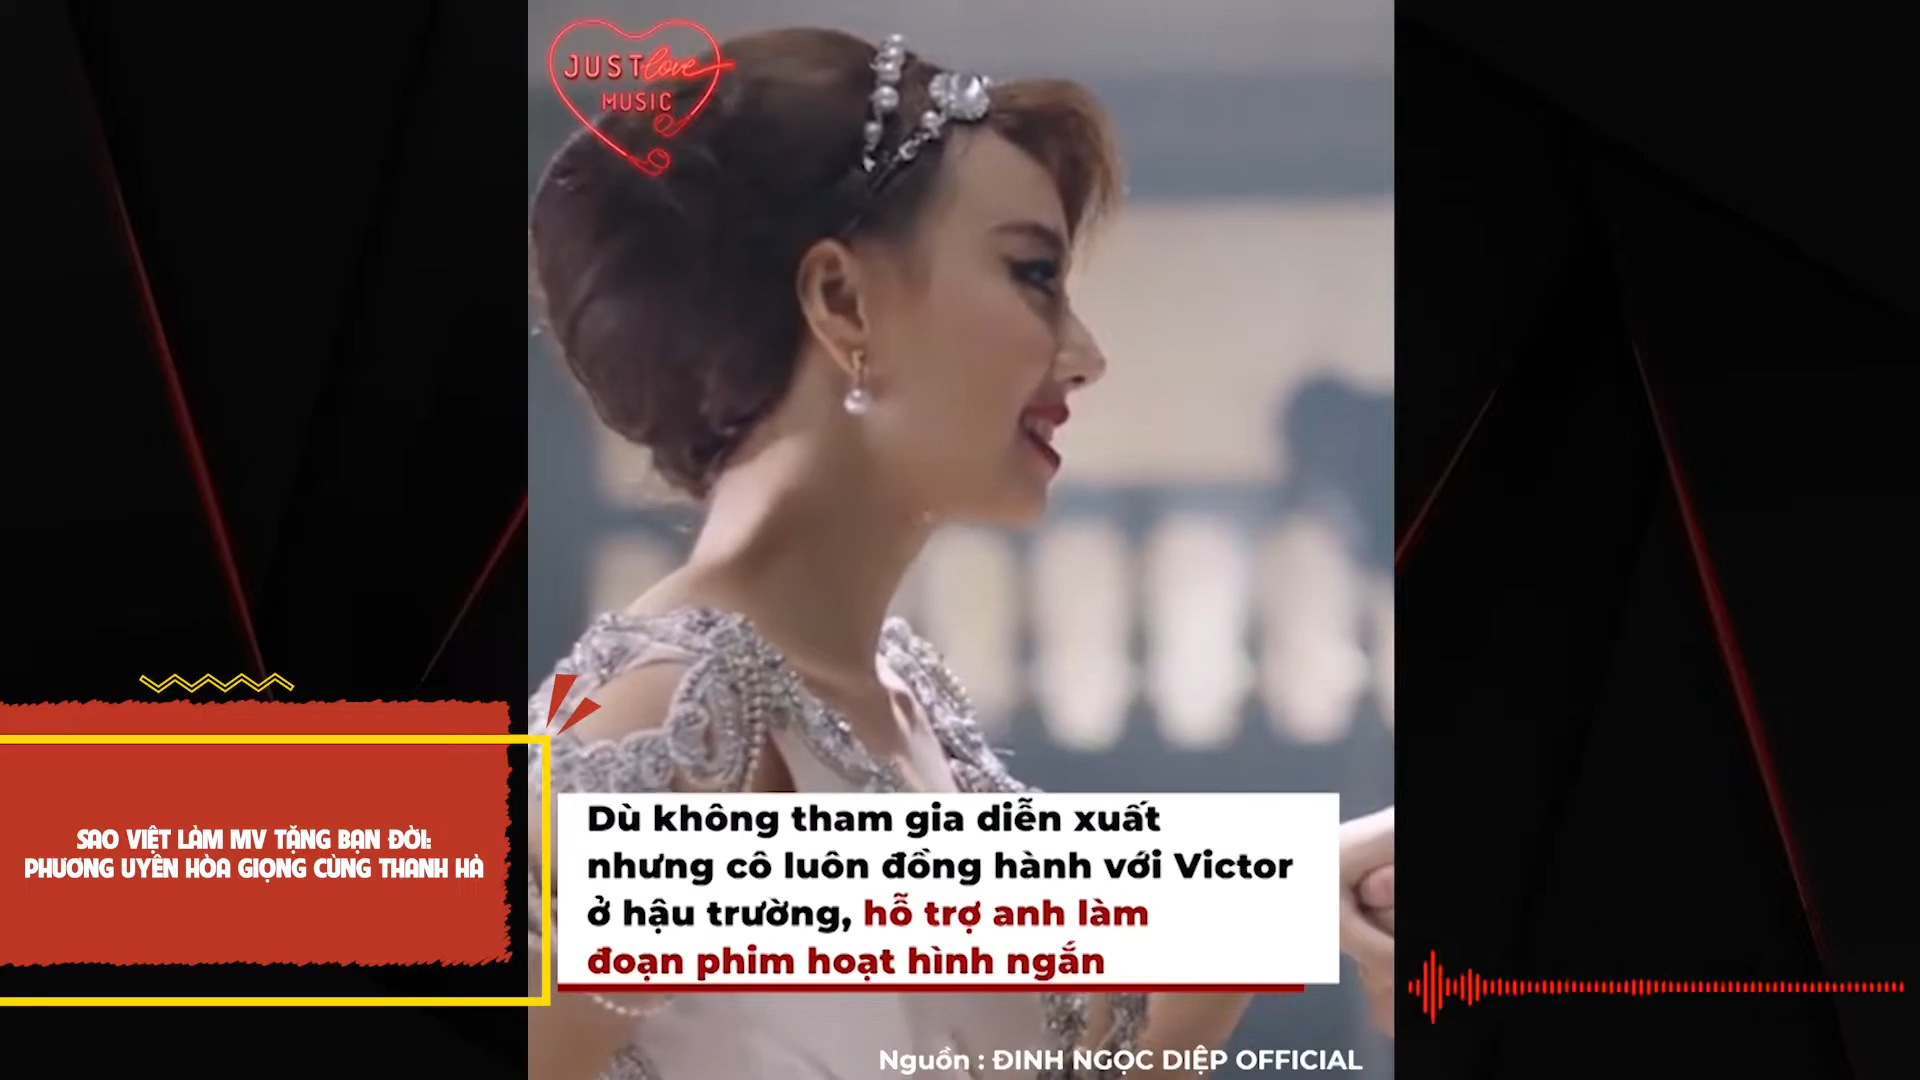 JUST love
MUSIC
SAO VIỆT LÀM MV TẶNG BẠN ĐỜI:
PHƯƠNG UYÊN HÒA GIỌNG CÙNG THANH HÀ
Dù không tham gia diễn xuất
nhưng cô luôn đồng hành với Victor
ở hậu trường, hỗ trợ anh làm
đoạn phim hoạt hình ngắn
Nguồn : ĐINH NGỌC DIỆP OFFICIAL